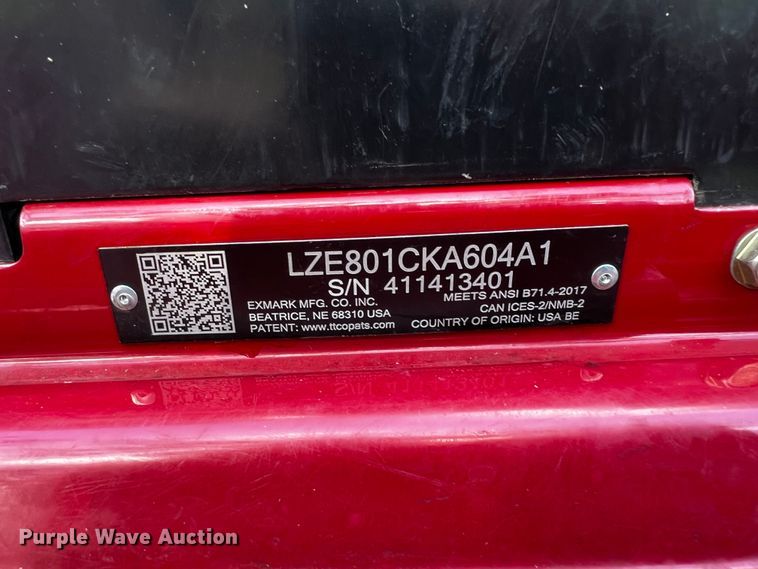 LZE801CKA604A1
S/N 411413401
EXMARK MFG. CO. INC.
BEATRICE, NE 68310 USA
PATENT: www.ttcopats.com
MEETS ANSI B71.4-2017
CAN ICES-2/NMB-2
COUNTRY OF ORIGIN: USA BE
Purple Wave Auction